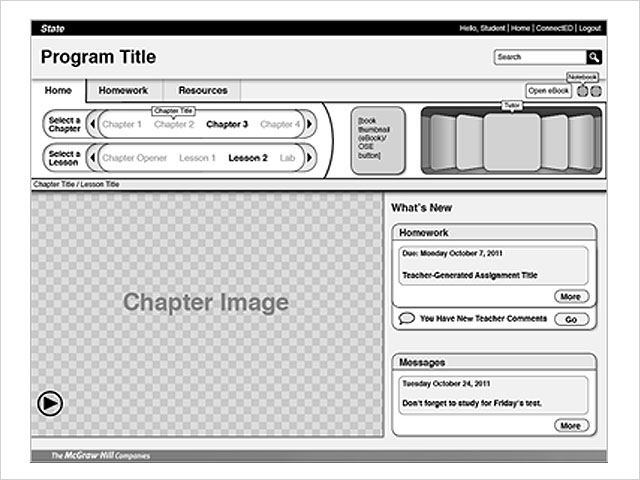 State
Hello, Student | Home | ConnectED | Logout
Program Title
Search
Home
Homework
Resources
Open eBook
Notebook
Select a
Chapter
Chapter 1
Chapter 2
Chapter 3
Chapter 4
Chapter Title
Select a
Lesson
Chapter Opener
Lesson 1
Lesson 2
Lab
[book
thumbnail
(eBook)/
OSE
button]
Tutor
Chapter Title / Lesson Title
Chapter Image
What's New
Homework
Due: Monday October 7, 2011
Teacher-Generated Assignment Title
More
You Have New Teacher Comments
Go
Messages
Tuesday October 24, 2011
Don't forget to study for Friday's test.
More
The McGraw-Hill Companies